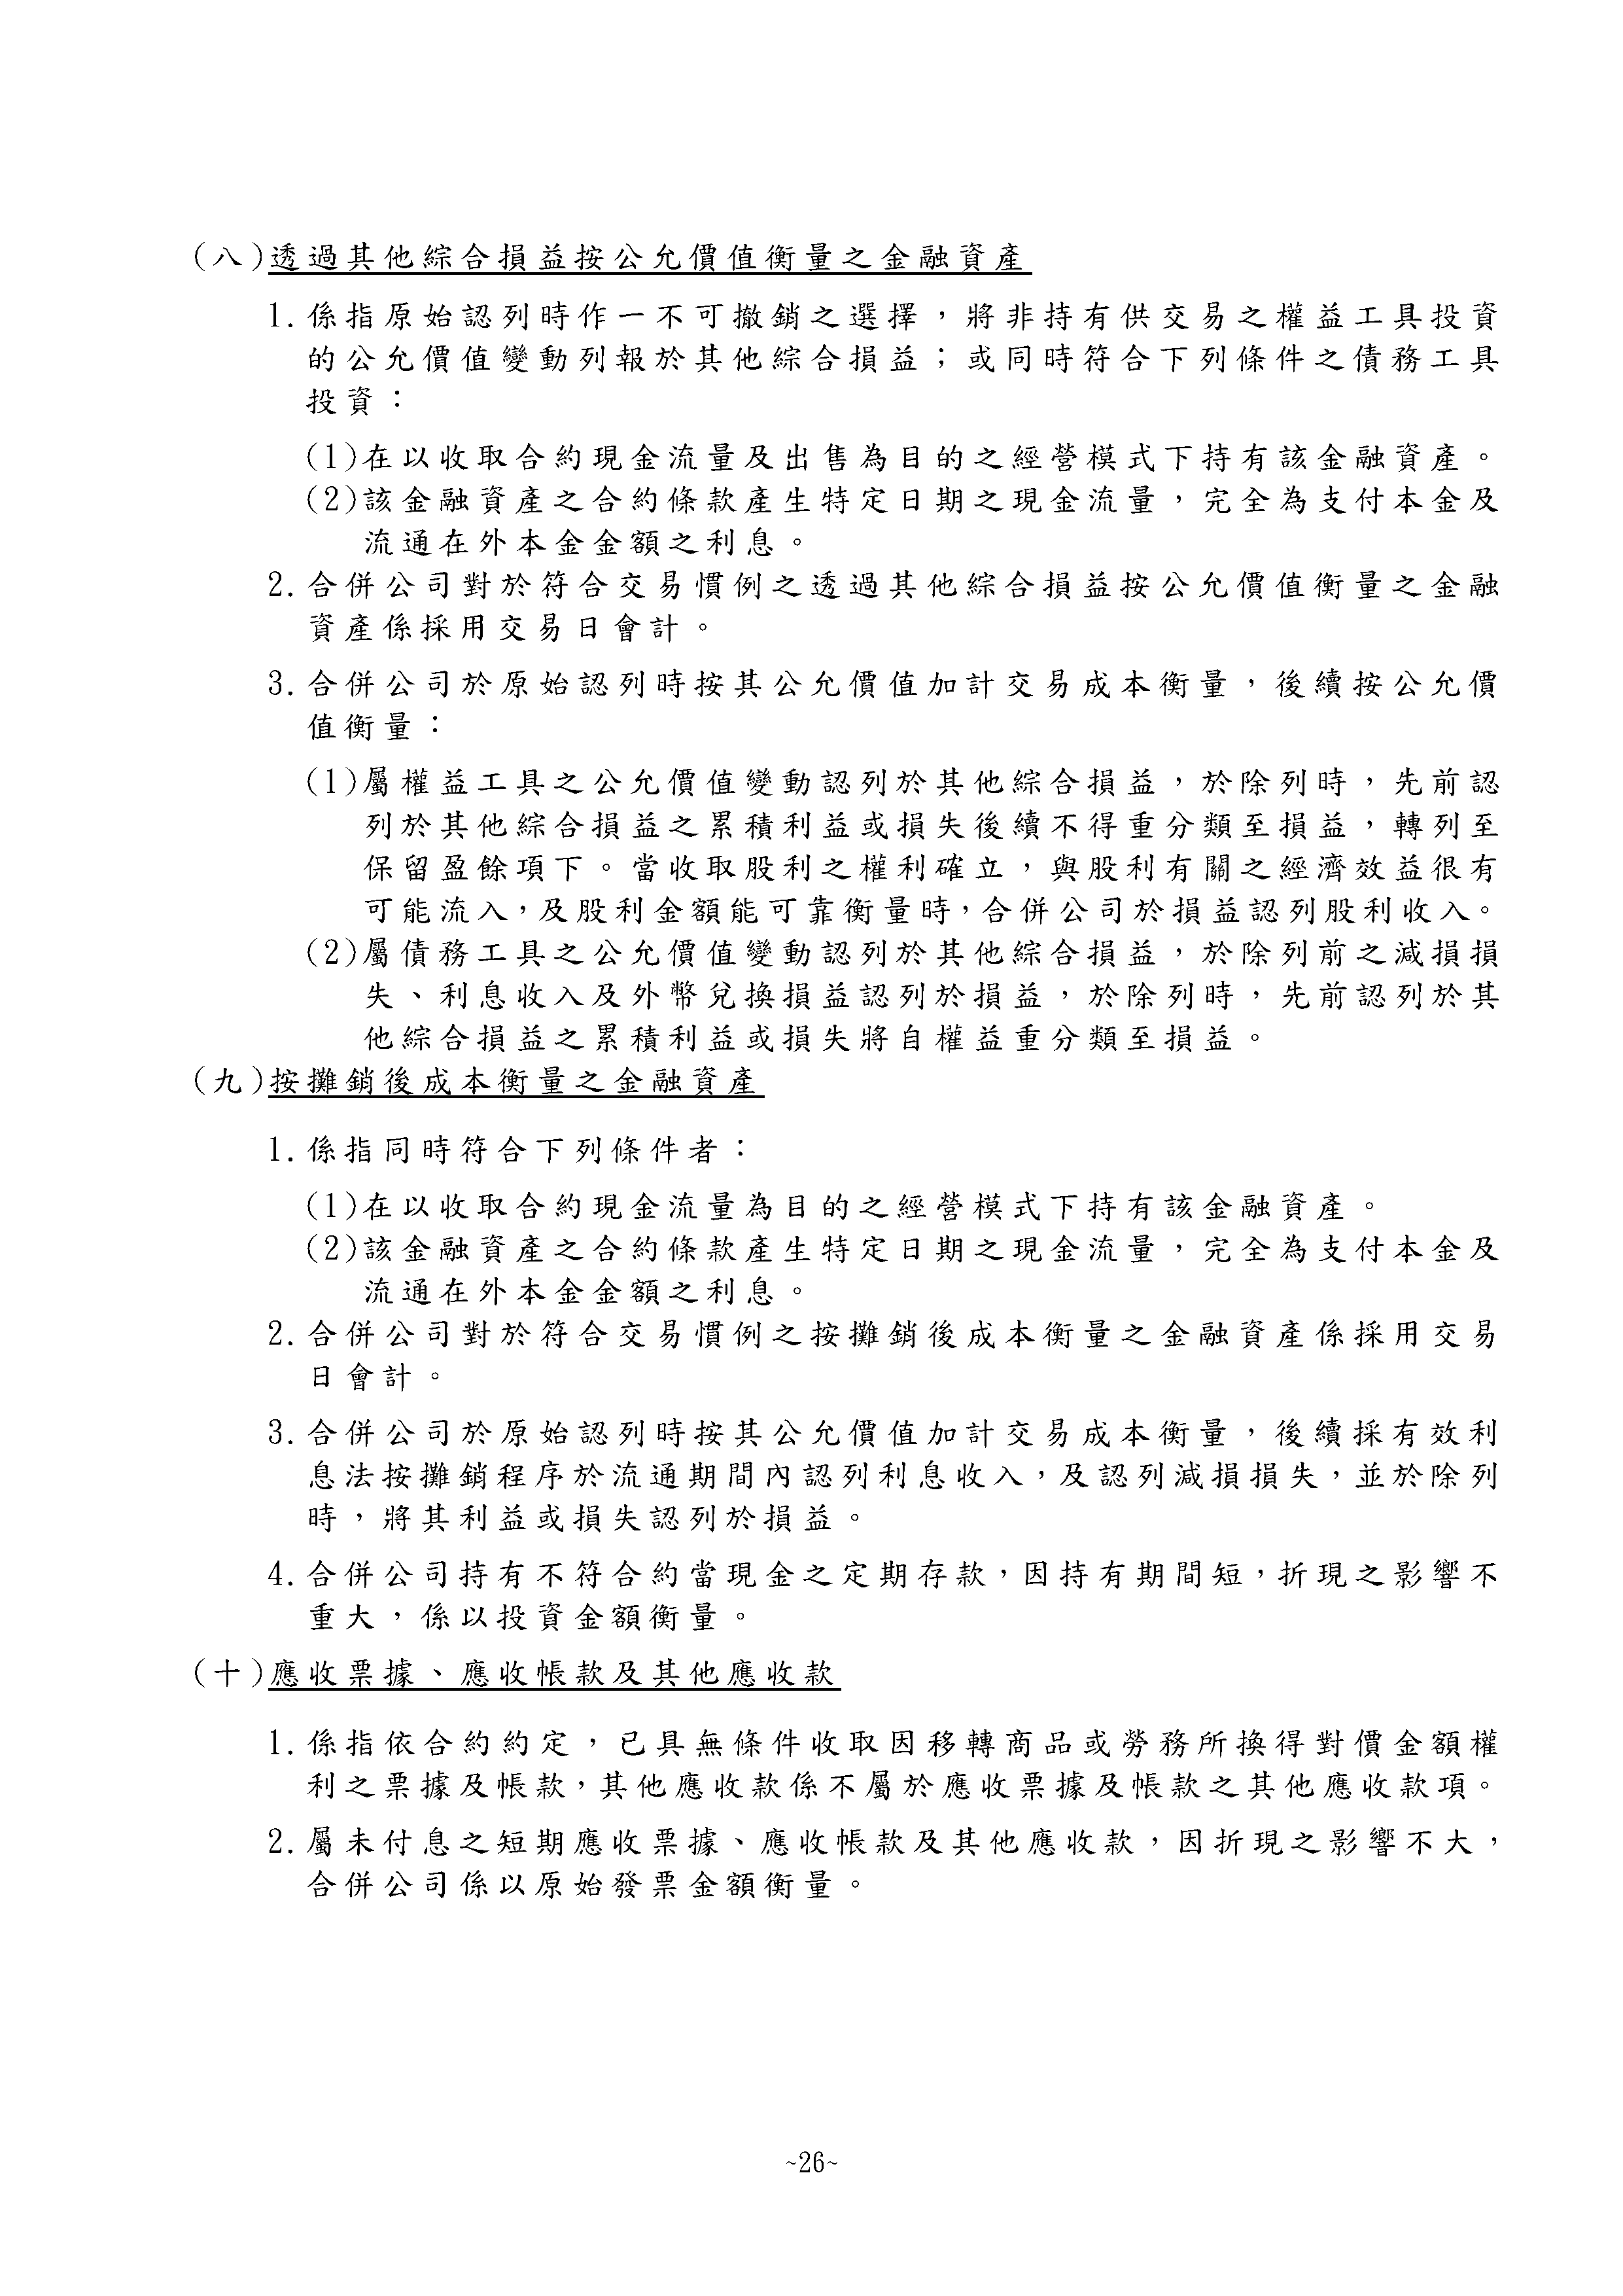 (八)透過其他綜合損益按公允價值衡量之金融資產
1.係指原始認列時作一不可撤銷之選擇，將非持有供交易之權益工具投資
的公允價值變動列報於其他綜合損益；或同時符合下列條件之債務工具
投資：
(1)在以收取合約現金流量及出售為目的之經營模式下持有該金融資產。
(2)該金融資產之合約條款產生特定日期之現金流量，完全為支付本金及
流通在外本金金額之利息。
2.合併公司對於符合交易慣例之透過其他綜合損益按公允價值衡量之金融
資產係採用交易日會計。
3.合併公司於原始認列時按其公允價值加計交易成本衡量，後續按公允價
值衡量：
(1)屬權益工具之公允價值變動認列於其他綜合損益，於除列時，先前認
列於其他綜合損益之累積利益或損失後續不得重分類至損益，轉列至
保留盈餘項下。當收取股利之權利確立，與股利有關之經濟效益很有
可能流入，及股利金額能可靠衡量時，合併公司於損益認列股利收入。
(2)屬債務工具之公允價值變動認列於其他綜合損益，於除列前之減損損
失、利息收入及外幣兌換損益認列於損益，於除列時，先前認列於其
他綜合損益之累積利益或損失將自權益重分類至損益。
(九)按攤銷後成本衡量之金融資產
1.係指同時符合下列條件者：
(1)在以收取合約現金流量為目的之經營模式下持有該金融資產。
(2)該金融資產之合約條款產生特定日期之現金流量，完全為支付本金及
流通在外本金金額之利息。
2.合併公司對於符合交易慣例之按攤銷後成本衡量之金融資產係採用交易
日會計。
3.合併公司於原始認列時按其公允價值加計交易成本衡量，後續採有效利
息法按攤銷程序於流通期間內認列利息收入，及認列減損損失，並於除列
時，將其利益或損失認列於損益。
4.合併公司持有不符合約當現金之定期存款，因持有期間短，折現之影響不
重大，係以投資金額衡量。
(十)應收票據、應收帳款及其他應收款
1.係指依合約約定，已具無條件收取因移轉商品或勞務所換得對價金額權
利之票據及帳款，其他應收款係不屬於應收票據及帳款之其他應收款項。
2.屬未付息之短期應收票據、應收帳款及其他應收款，因折現之影響不大，
合併公司係以原始發票金額衡量。
~26~